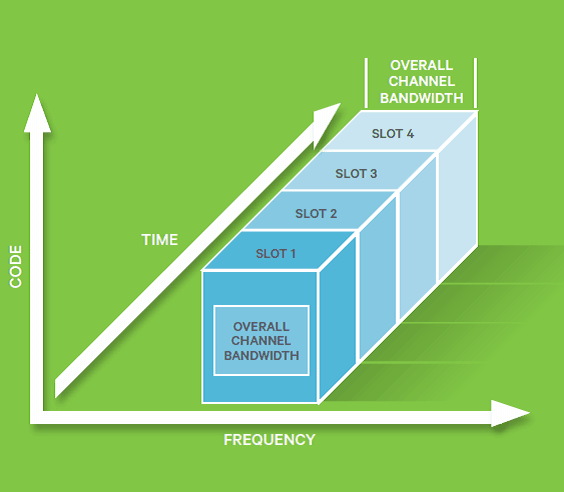 OVERALL
CHANNEL
BANDWIDTH
SLOT 4
SLOT 3
SLOT 2
TIME
SLOT 1
CODE
OVERALL
CHANNEL
BANDWIDTH
FREQUENCY